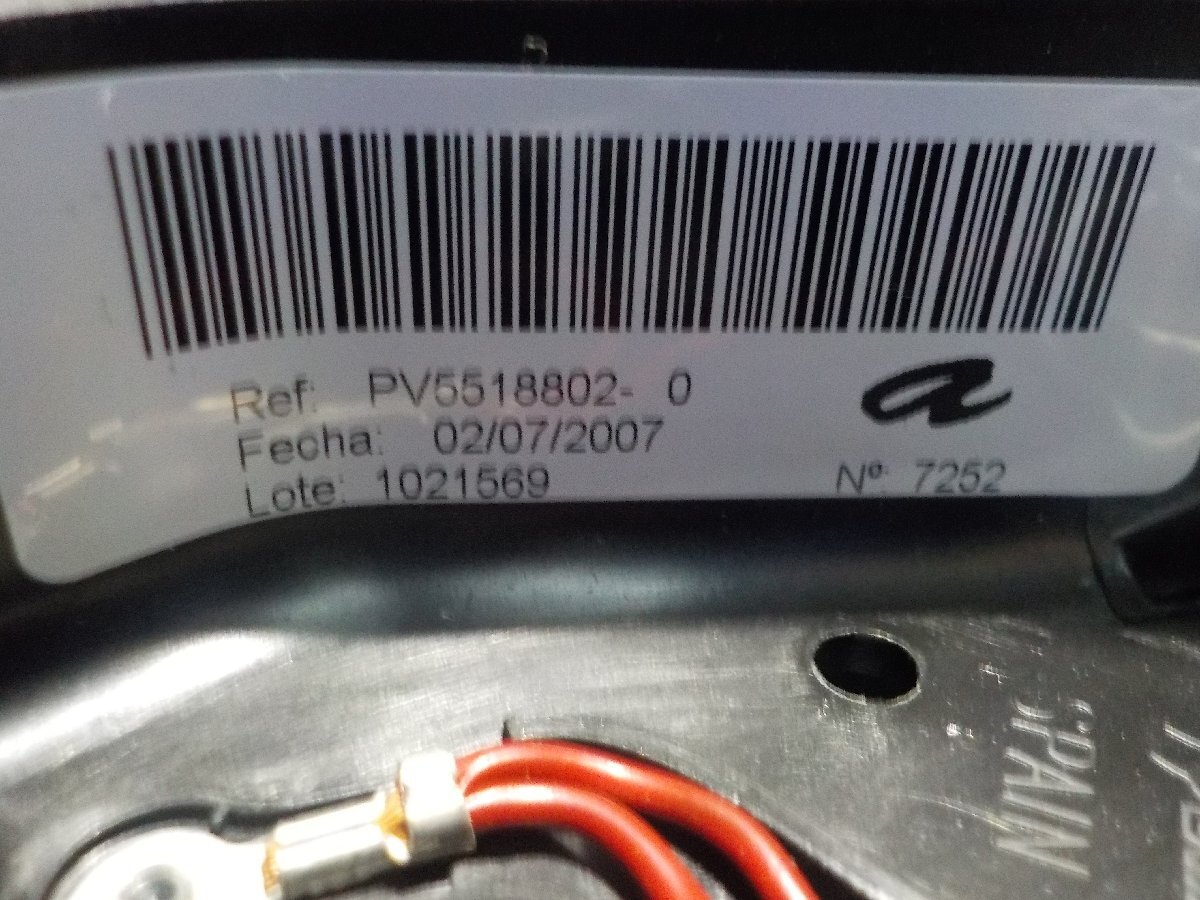 Ref: PV5518802- 0
Fecha: 02/07/2007
Lote: 1021569
Nº: 7252
SPAIN